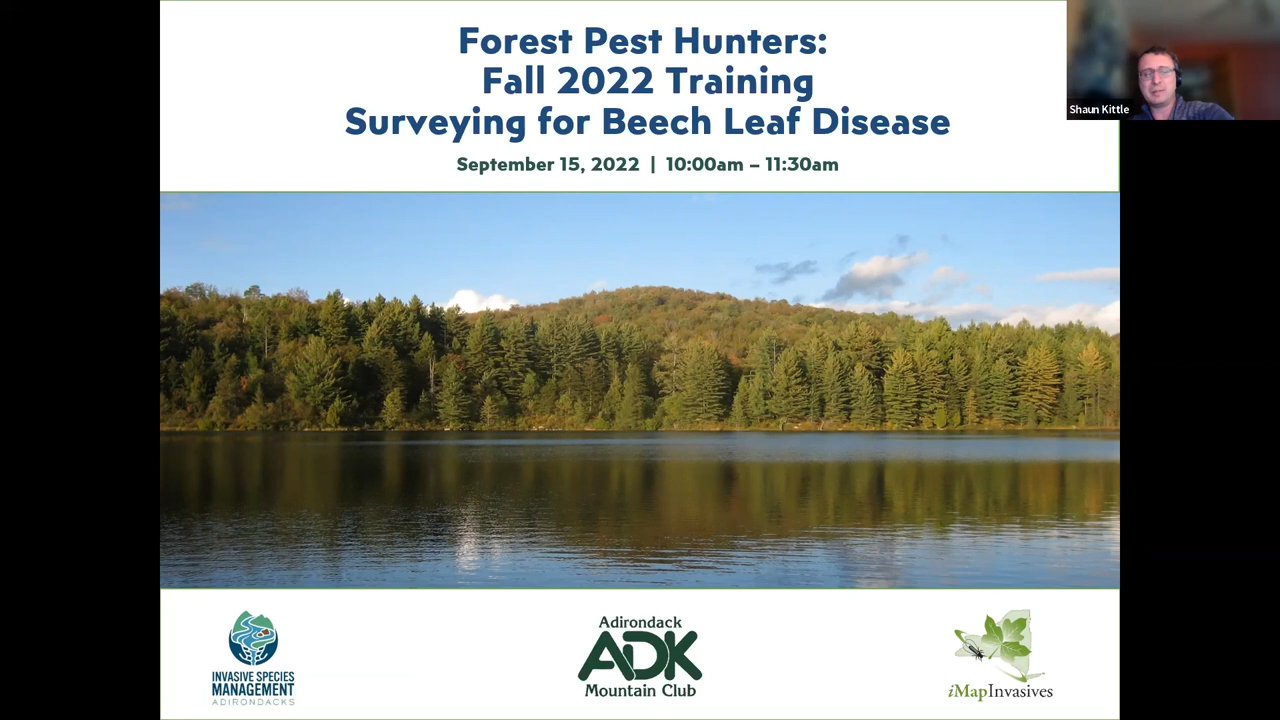 Forest Pest Hunters:
Fall 2022 Training
Surveying for Beech Leaf Disease
September 15, 2022 | 10:00am – 11:30am
Shaun Kittle
INVASIVE SPECIES
MANAGEMENT
ADIRONDACKS
Adirondack
ADK
Mountain Club
iMapInvasives